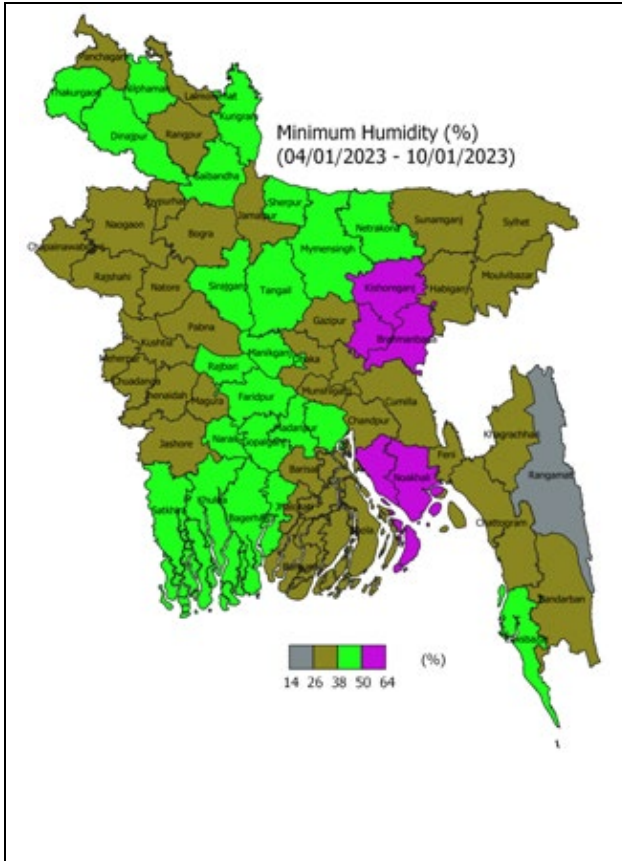 Panchagarh
Thakurgaon
Nilphamari
Lalmonirhat
Kurigram
Dinajpur
Rangpur
Minimum Humidity (%)
(04/01/2023 - 10/01/2023)
Gaibandha
Joypurhat
Sherpur
Jamalpur
Naogaon
Bogra
Mymensingh
Netrakona
Sunamganj
Sylhet
Chapainawabganj
Rajshahi
Natore
Sirajganj
Tangail
Kishorganj
Habiganj
Moulvibazar
Pabna
Gazipur
Brahmanbaria
Kushtia
Meherpur
Manikganj
Dhaka
Chuadanga
Rajbari
Jhenaidah
Magura
Faridpur
Munshiganj
Cumilla
Jashore
Narail
Gopalganj
Madaripur
Chandpur
Khagrachhari
Feni
Noakhali
Rangamati
Satkhira
Khulna
Bagerhat
Jhalokati
Barisal
Bhola
Chattogram
Bandarban
(%)
14 26 38 50 64